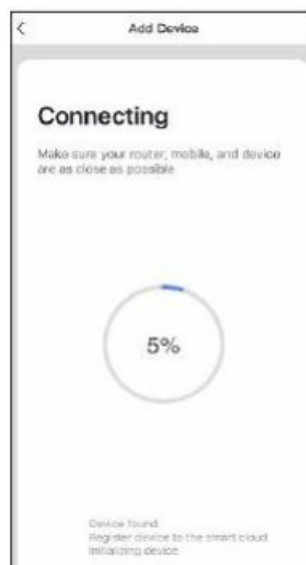 Add Device
Connecting
Make sure your router, mobile, and device
are as close as possible
5%
Device found
Register device to the smart cloud
Initializing device